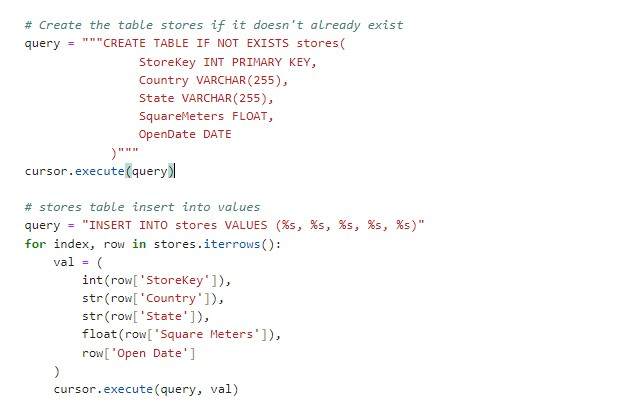 # Create the table stores if it doesn't already exist
query = """CREATE TABLE IF NOT EXISTS stores(
                StoreKey INT PRIMARY KEY,
                Country VARCHAR(255),
                State VARCHAR(255),
                SquareMeters FLOAT,
                OpenDate DATE
            )"""
cursor.execute(query)
# stores table insert into values
query = "INSERT INTO stores VALUES (%s, %s, %s, %s, %s)"
for index, row in stores.iterrows():
    val = (
        int(row['StoreKey']),
        str(row['Country']),
        str(row['State']),
        float(row['Square Meters']),
        row['Open Date']
    )
    cursor.execute(query, val)